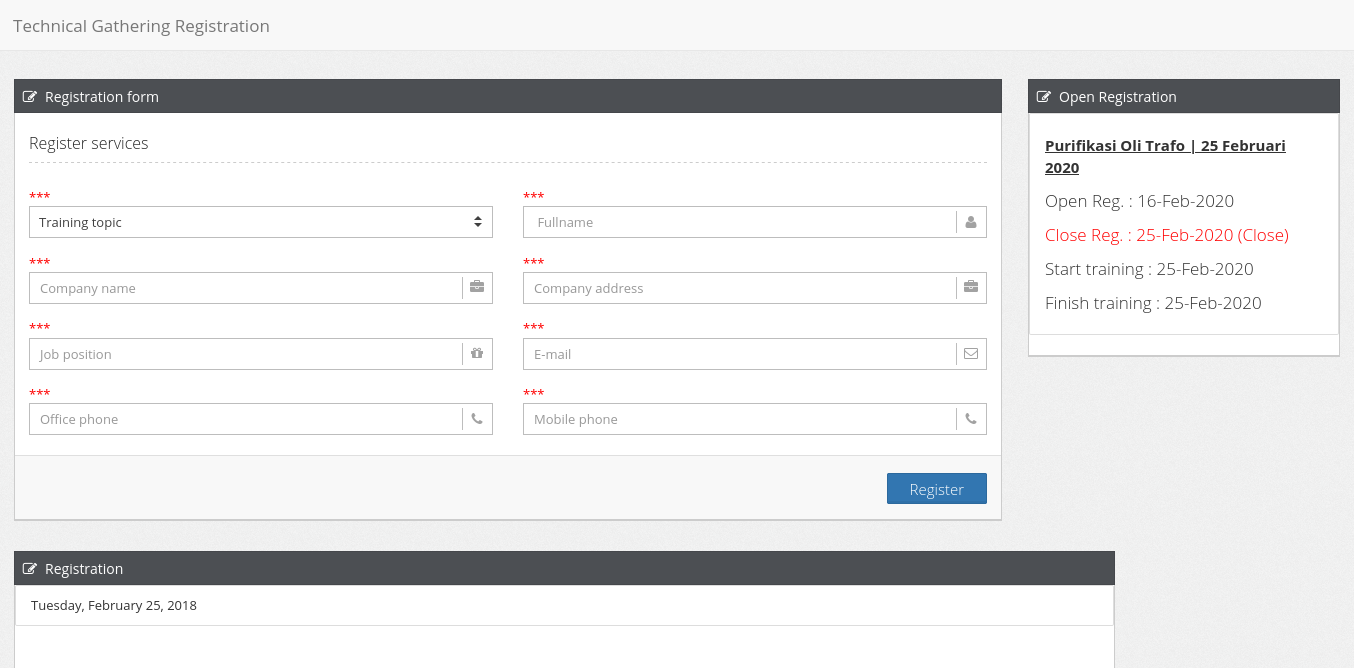 Technical Gathering Registration
Registration form
Register services
***
Training topic
***
Fullname
***
Company name
***
Company address
***
Job position
***
E-mail
***
Office phone
***
Mobile phone
Register
Open Registration
Purifikasi Oli Trafo | 25 Februari
2020
Open Reg. : 16-Feb-2020
Close Reg. : 25-Feb-2020 (Close)
Start training : 25-Feb-2020
Finish training : 25-Feb-2020
Registration
Tuesday, February 25, 2018